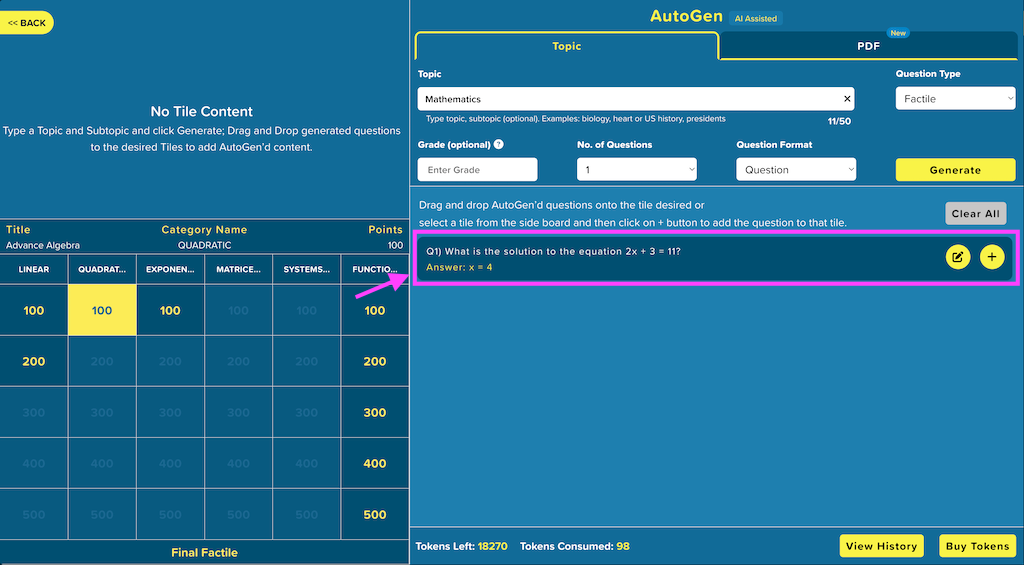 << BACK
No Tile Content
Type a Topic and Subtopic and click Generate; Drag and Drop generated questions
to the desired Tiles to add AutoGen'd content.
Title Category Name Points
Advance Algebra QUADRATIC 100
LINEAR QUADRAT... EXPONEN... MATRICE... SYSTEMS... FUNCTIO...
100 100 100 100 100 100
200 200 200 200 200 200
300 300 300 300 300 300
400 400 400 400 400 400
500 500 500 500 500 500
Final Factile
AutoGen AI Assisted
New
Topic PDF
Topic Question Type
Mathematics × Factile
Type topic, subtopic (optional). Examples: biology, heart or US history, presidents
11/50
Grade (optional) ? No. of Questions Question Format
Enter Grade 1 Question Generate
Drag and drop AutoGen'd questions onto the tile desired or
select a tile from the side board and then click on + button to add the question to that tile.
Clear All
Q1) What is the solution to the equation 2x + 3 = 11?
Answer: x = 4
+
Tokens Left: 18270 Tokens Consumed: 98 View History Buy Tokens